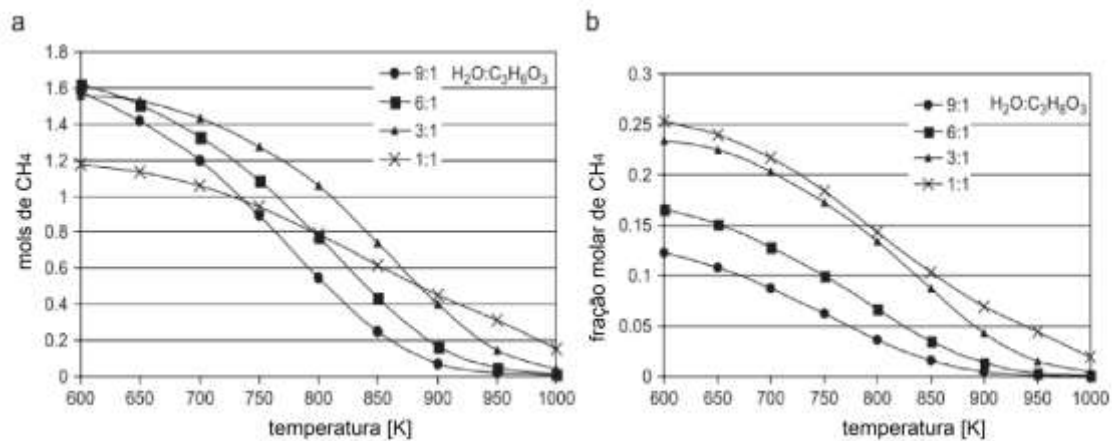 a
1.8
1.6
1.4
1.2
1
0.8
0.6
0.4
0.2
0
600 650 700 750 800 850 900 950 1000
mols de CH4
temperatura [K]
9:1 H₂O:C₃H₈O₃
6:1
3:1
1:1
b
0.3
0.25
0.2
0.15
0.1
0.05
0
600 650 700 750 800 850 900 950 1000
fração molar de CH4
temperatura [K]
9:1 H₂O:C₃H₈O₃
6:1
3:1
1:1